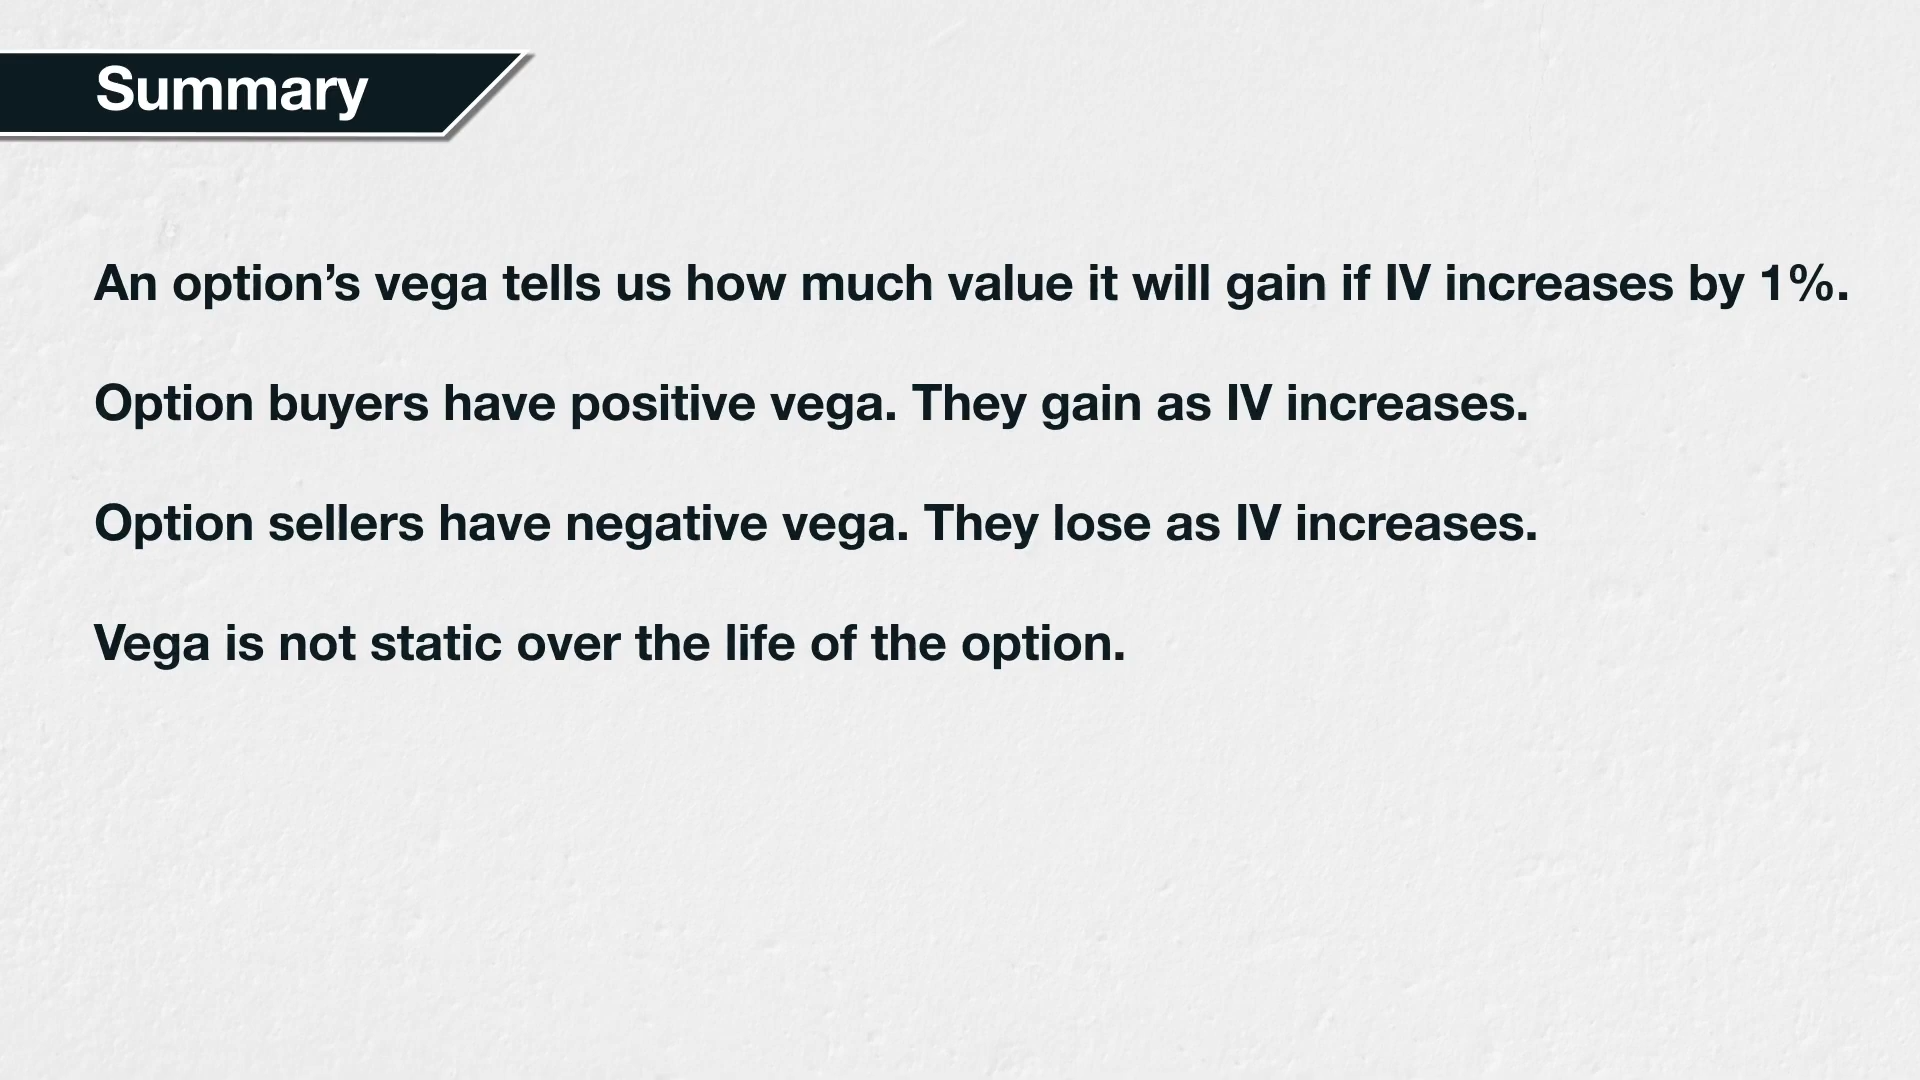 Summary
An option’s vega tells us how much value it will gain if IV increases by 1%.
Option buyers have positive vega. They gain as IV increases.
Option sellers have negative vega. They lose as IV increases.
Vega is not static over the life of the option.